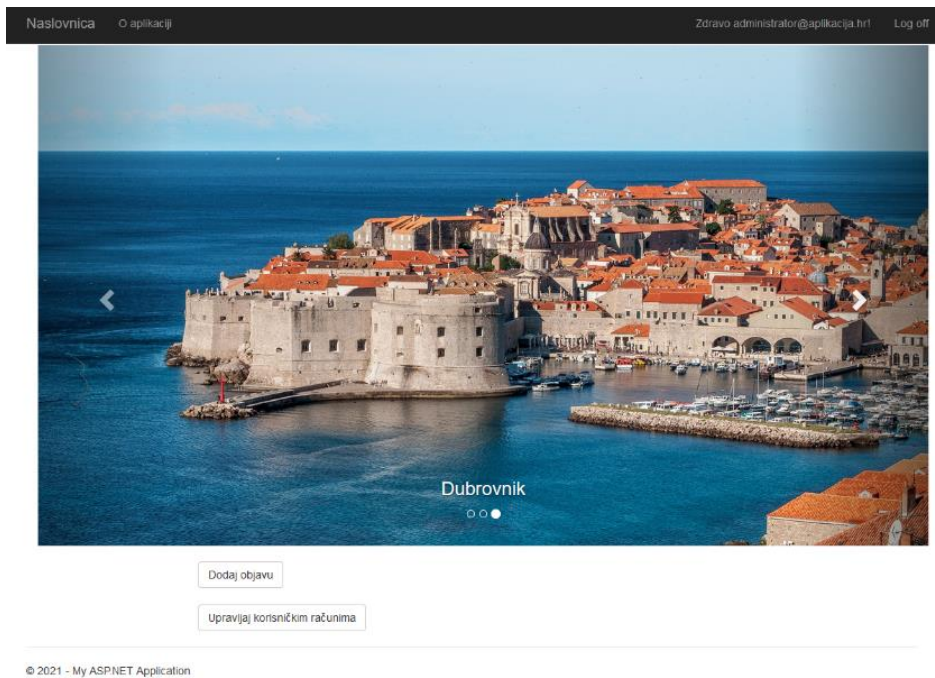 Naslovnica O aplikaciji Zdravo administrator@aplikacija.hr! Log off
Dubrovnik
Dodaj objavu
Upravljaj korisničkim računima
© 2021 - My ASP.NET Application